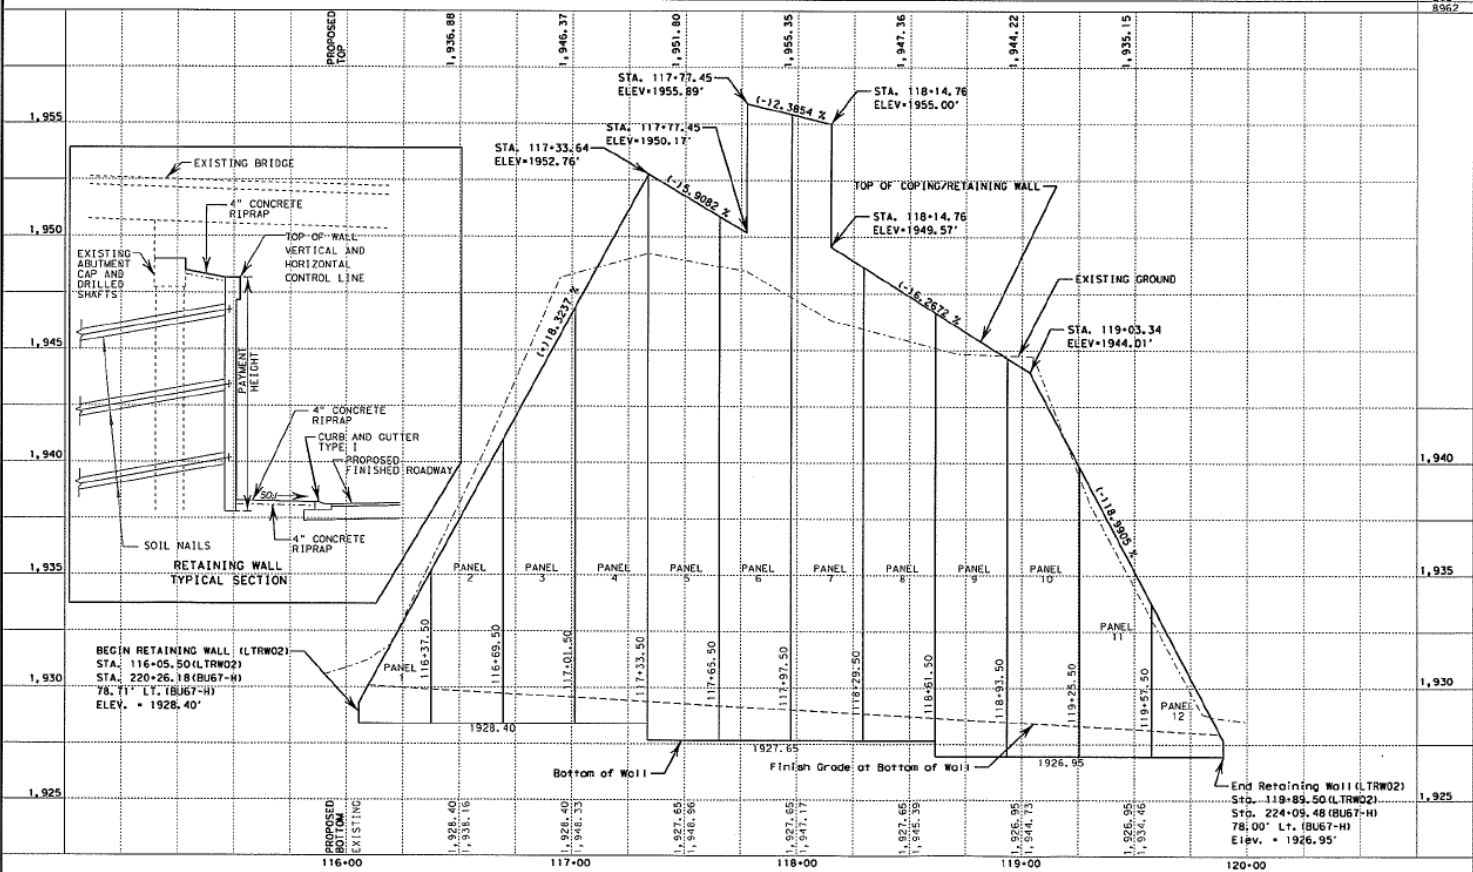 8962
PROPOSED
TOP
1,936.88
1,946.37
1,951.80
1,955.35
1,947.36
1,944.22
1,935.15
STA. 117+77.45
ELEV=1955.89'
(-)2.3854 %
STA. 118+14.76
ELEV=1955.00'
STA. 117+77.45
ELEV=1950.17'
STA. 117+33.64
ELEV=1952.76'
(-)5.9082 %
TOP OF COPING/RETAINING WALL
STA. 118+14.76
ELEV=1949.57'
EXISTING GROUND
(-)6.2672 %
STA. 119+03.34
ELEV=1944.01'
(+)18.3237 %
(-)18.9905 %
1,955
1,950
1,945
1,940
1,935
1,930
1,925
1,940
1,935
1,930
1,925
EXISTING BRIDGE
4" CONCRETE
RIPRAP
TOP OF WALL
VERTICAL AND
HORIZONTAL
CONTROL LINE
EXISTING
ABUTMENT
CAP AND
DRILLED
SHAFTS
PAYMENT
HEIGHT
4" CONCRETE
RIPRAP
CURB AND GUTTER
TYPE I
PROPOSED
FINISHED ROADWAY
4" CONCRETE
RIPRAP
SOIL NAILS
RETAINING WALL
TYPICAL SECTION
BEGIN RETAINING WALL (LTRW02)
STA. 116+05.50(LTRW02)
STA. 220+26.18(BU67-H)
78.71' LT.(BU67-H)
ELEV. = 1928.40'
PANEL
1
PANEL
2
PANEL
3
PANEL
4
PANEL
5
PANEL
6
PANEL
7
PANEL
8
PANEL
9
PANEL
10
PANEL
11
PANEL
12
116+37.50
116+69.50
117+01.50
117+33.50
117+65.50
117+97.50
118+29.50
118+61.50
118+93.50
119+25.50
119+57.50
1928.40
1927.65
1926.95
Bottom of Wall
Finish Grade at Bottom of Wall
End Retaining Wall(LTRW02)
Sta. 119+89.50(LTRW02)
Sta. 224+09.48(BU67-H)
78.00' Lt.(BU67-H)
Elev. = 1926.95'
PROPOSED
BOTTOM
EXISTING
1,928.40
1,938.16
1,928.40
1,948.33
1,927.65
1,948.96
1,927.65
1,947.17
1,927.65
1,945.39
1,926.95
1,944.73
1,926.95
1,934.46
116+00
117+00
118+00
119+00
120+00